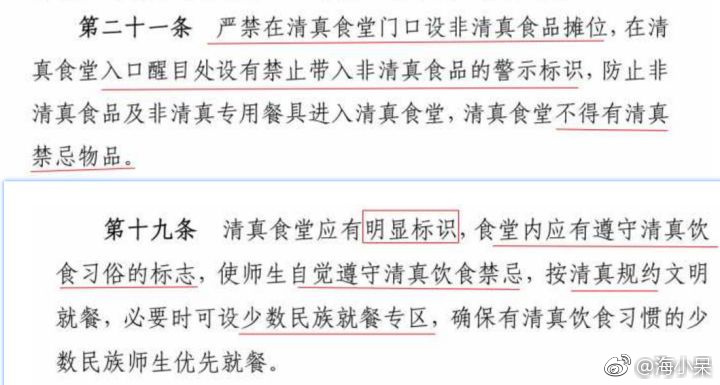 第二十一条 严禁在清真食堂门口设非清真食品摊位,在清
真食堂入口醒目处设有禁止带入非清真食品的警示标识,防止非
清真食品及非清真专用餐具进入清真食堂,清真食堂不得有清真
禁忌物品。
第十九条 清真食堂应有明显标识,食堂内应有遵守清真饮
食习俗的标志,使师生自觉遵守清真饮食禁忌,按清真规约文明
就餐,必要时可设少数民族就餐专区,确保有清真饮食习惯的少
数民族师生优先就餐。
@海小杲